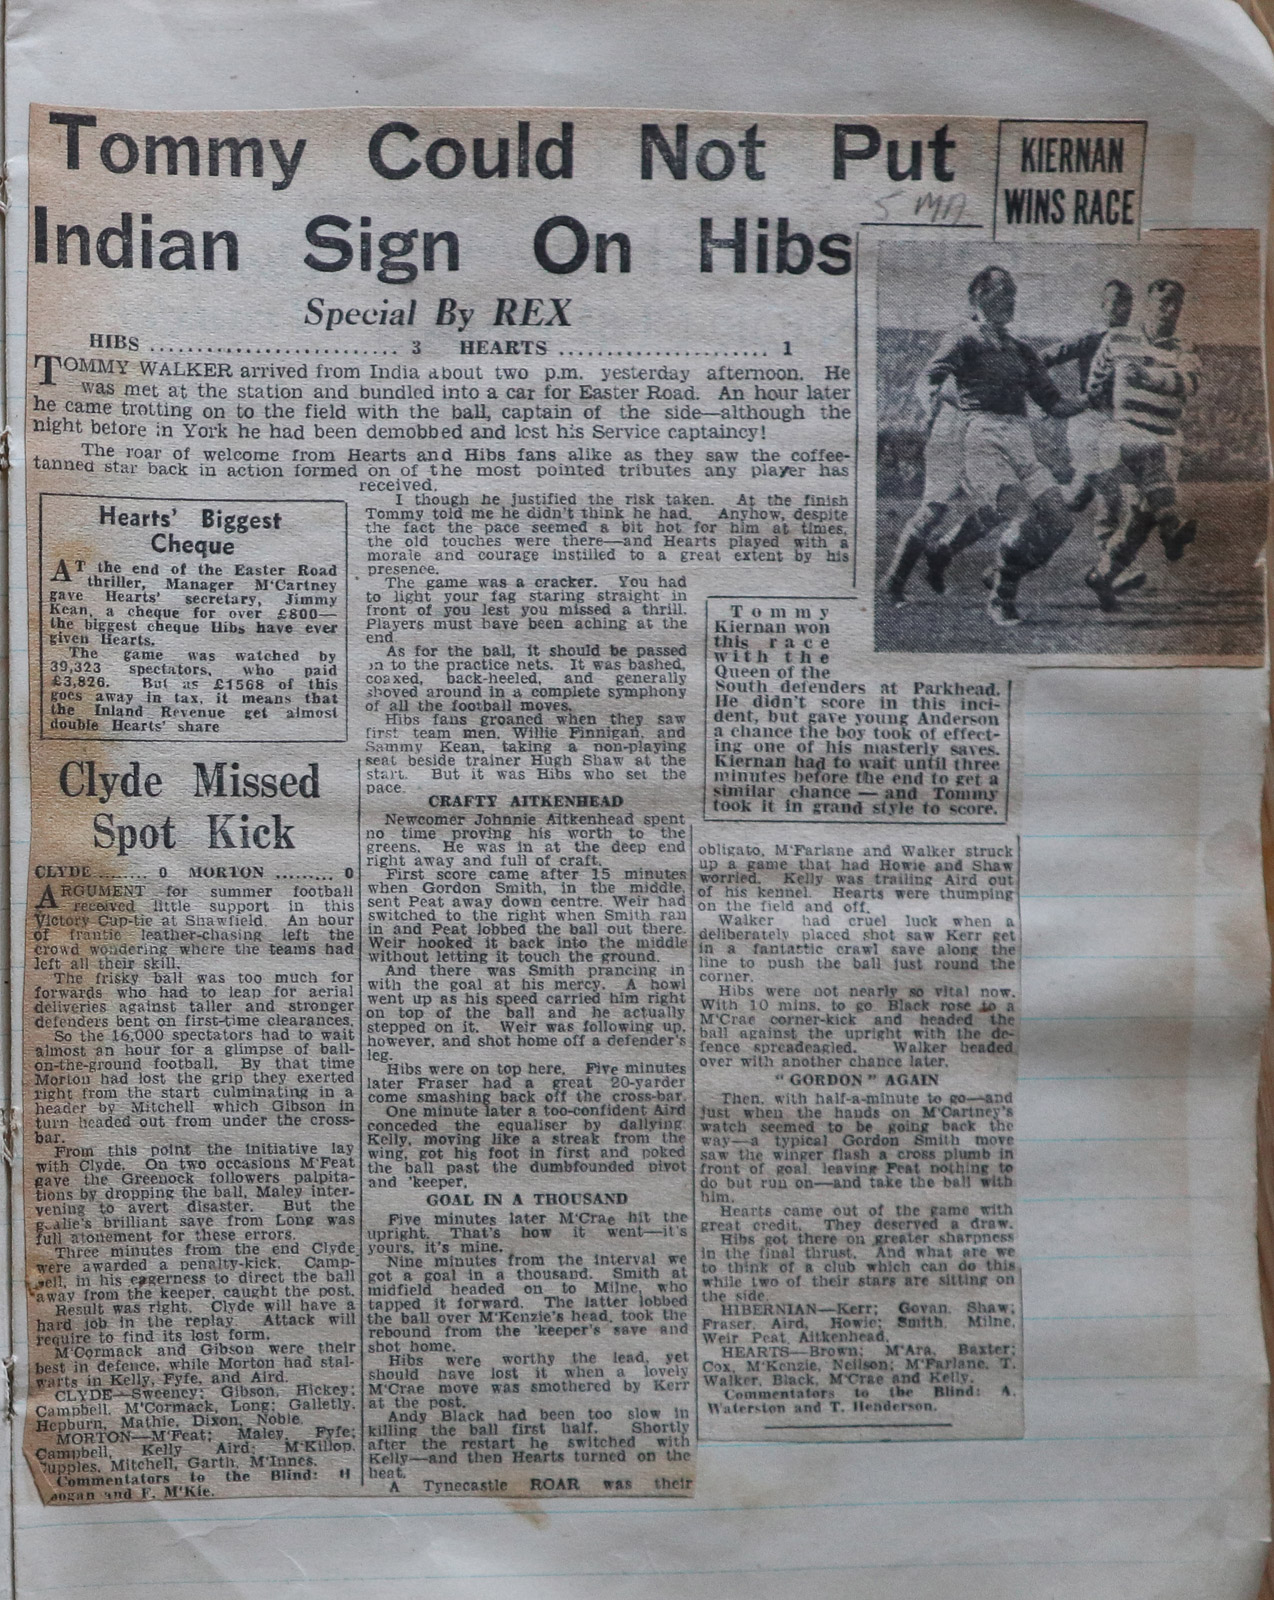 Tommy Could Not Put
Indian Sign On Hibs
5 MA
Special By REX
HIBS ........................... 3 HEARTS ....................... 1
TOMMY WALKER arrived from India about two p.m. yesterday afternoon. He
was met at the station and bundled into a car for Easter Road. An hour later
he came trotting on to the field with the ball, captain of the side—although the
night before in York he had been demobbed and lost his Service captaincy!
The roar of welcome from Hearts and Hibs fans alike as they saw the coffee-
tanned star back in action formed on of the most pointed tributes any player has
received.
I though he justified the risk taken. At the finish
Tommy told me he didn't think he had. Anyhow, despite
the fact the pace seemed a bit hot for him at times,
the old touches were there—and Hearts played with a
morale and courage instilled to a great extent by his
presence.
The game was a cracker. You had
to light your fag staring straight in
front of you lest you missed a thrill.
Players must have been aching at the
end.
As for the ball, it should be passed
on to the practice nets. It was bashed,
coaxed, back-heeled, and generally
shoved around in a complete symphony
of all the football moves.
Hibs fans groaned when they saw
first team men, Willie Finnigan, and
Sammy Kean, taking a non-playing
seat beside trainer Hugh Shaw at the
start. But it was Hibs who set the
pace.
CRAFTY AITKENHEAD
Newcomer Johnnie Aitkenhead spent
no time proving his worth to the
greens. He was in at the deep end
right away and full of craft.
First score came after 15 minutes
when Gordon Smith, in the middle,
sent Peat away down centre. Weir had
switched to the right when Smith ran
in and Peat lobbed the ball out there.
Weir hooked it back into the middle
without letting it touch the ground.
And there was Smith prancing in
with the goal at his mercy. A howl
went up as his speed carried him right
on top of the ball and he actually
stepped on it. Weir was following up,
however, and shot home off a defender's
leg.
Hibs were on top here. Five minutes
later Fraser had a great 20-yarder
come smashing back off the cross-bar.
One minute later a too-confident Aird
conceded the equaliser by dallying.
Kelly, moving like a streak from the
wing, got his foot in first and poked
the ball past the dumbfounded pivot
and 'keeper.
GOAL IN A THOUSAND
Five minutes later M'Crae hit the
upright. That's how it went—it's
yours, it's mine.
Nine minutes from the interval we
got a goal in a thousand. Smith at
midfield headed on to Milne, who
tapped it forward. The latter lobbed
the ball over M'Kenzie's head, took the
rebound from the 'keeper's save and
shot home.
Hibs were worthy the lead, yet
should have lost it when a lovely
M'Crae move was smothered by Kerr
at the post.
Andy Black had been too slow in
killing the ball first half. Shortly
after the restart he switched with
Kelly—and then Hearts turned on the
heat.
A Tynecastle ROAR was their
obligato, M'Farlane and Walker struck
up a game that had Howie and Shaw
worried. Kelly was trailing Aird out
of his kennel. Hearts were thumping
on the field and off.
Walker had cruel luck when a
deliberately placed shot saw Kerr get
in a fantastic crawl save along the
line to push the ball just round the
corner.
Hibs were not nearly so vital now.
With 10 mins. to go Black rose to a
M'Crae corner-kick and headed the
ball against the upright with the de-
fence spreadeagled. Walker headed
over with another chance later.
"GORDON" AGAIN
Then, with half-a-minute to go—and
just when the hands on M'Cartney's
watch seemed to be going back the
way—a typical Gordon Smith move
saw the winger flash a cross plumb in
front of goal, leaving Peat nothing to
do but run on—and take the ball with
him.
Hearts came out of the game with
great credit. They deserved a draw.
Hibs got there on greater sharpness
in the final thrust. And what are we
to think of a club which can do this
while two of their stars are sitting on
the side.
HIBERNIAN—Kerr; Govan, Shaw;
Fraser, Aird, Howie; Smith, Milne,
Weir Peat, Aitkenhead.
HEARTS—Brown; M'Ara, Baxter;
Cox, M'Kenzie, Neilson; M'Farlane, T.
Walker, Black, M'Crae and Kelly.
Commentators to the Blind: A.
Waterston and T. Henderson.
Hearts' Biggest
Cheque
AT the end of the Easter Road
thriller, Manager M'Cartney
gave Hearts' secretary, Jimmy
Kean, a cheque for over £800—
the biggest cheque Hibs have ever
given Hearts.
The game was watched by
39,323 spectators, who paid
£3,826. But as £1568 of this
goes away in tax, it means that
the Inland Revenue get almost
double Hearts' share
Clyde Missed
Spot Kick
CLYDE ........ 0 MORTON ......... 0
ARGUMENT for summer football
received little support in this
Victory Cup-tie at Shawfield. An hour
of frantic leather-chasing left the
crowd wondering where the teams had
left all their skill.
The frisky ball was too much for
forwards who had to leap for aerial
deliveries against taller and stronger
defenders bent on first-time clearances.
So the 16,000 spectators had to wait
almost an hour for a glimpse of ball-
on-the-ground football. By that time
Morton had lost the grip they exerted
right from the start culminating in a
header by Mitchell which Gibson in
turn headed out from under the cross-
bar.
From this point the initiative lay
with Clyde. On two occasions M'Feat
gave the Greenock followers palpita-
tions by dropping the ball, Maley inter-
vening to avert disaster. But the
goalie's brilliant save from Long was
full atonement for these errors.
Three minutes from the end Clyde
were awarded a penalty-kick. Camp-
bell, in his eagerness to direct the ball
away from the keeper, caught the post.
Result was right. Clyde will have a
hard job in the replay. Attack will
require to find its lost form.
M'Cormack and Gibson were their
best in defence, while Morton had stal-
warts in Kelly, Fyfe, and Aird.
CLYDE—Sweeney; Gibson, Hickey;
Campbell, M'Cormack, Long; Galletly,
Hepburn, Mathie, Dixon, Noble.
MORTON—M'Feat; Maley, Fyfe;
Campbell, Kelly Aird; M'Killop,
Jupples, Mitchell, Garth, M'Innes.
Commentators to the Blind: H
and F. M'Kie.
KIERNAN
WINS RACE
Tommy
Kiernan won
this race
with the
Queen of the
South defenders at Parkhead.
He didn't score in this inci-
dent, but gave young Anderson
a chance the boy took of effect-
ing one of his masterly saves.
Kiernan had to wait until three
minutes before the end to get a
similar chance — and Tommy
took it in grand style to score.